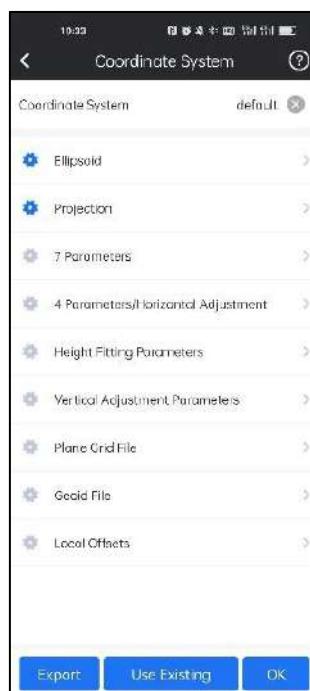 10:33
Coordinate System
Coordinate System default
Ellipsoid
Projection
7 Parameters
4 Parameters/Horizontal Adjustment
Height Fitting Parameters
Vertical Adjustment Parameters
Plane Grid File
Geoid File
Local Offsets
Export Use Existing OK